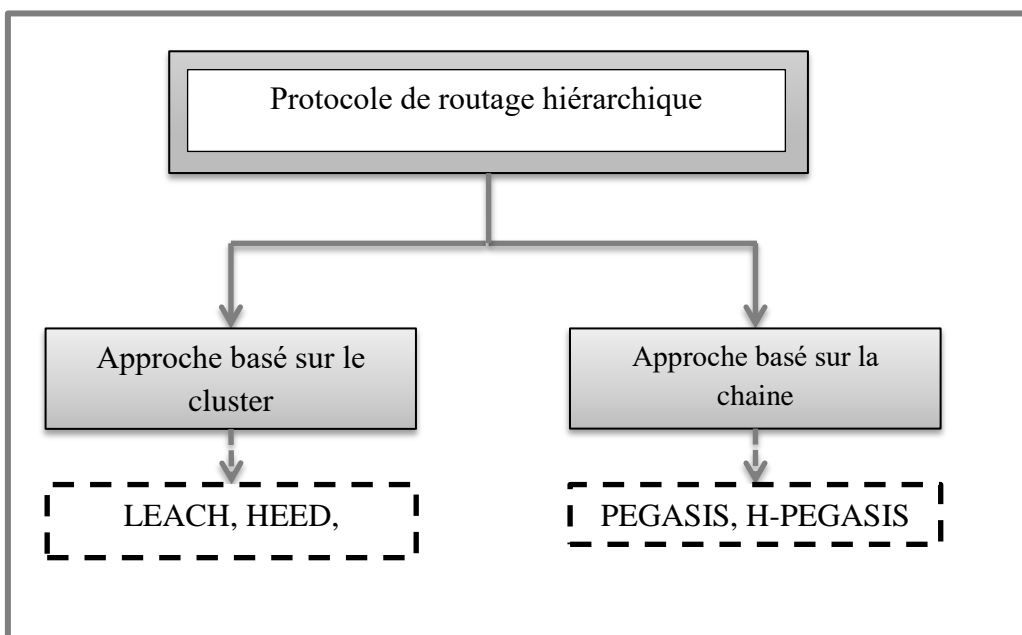 Protocole de routage hiérarchique
Approche basé sur le
cluster
Approche basé sur la
chaine
LEACH, HEED,
PEGASIS, H-PEGASIS